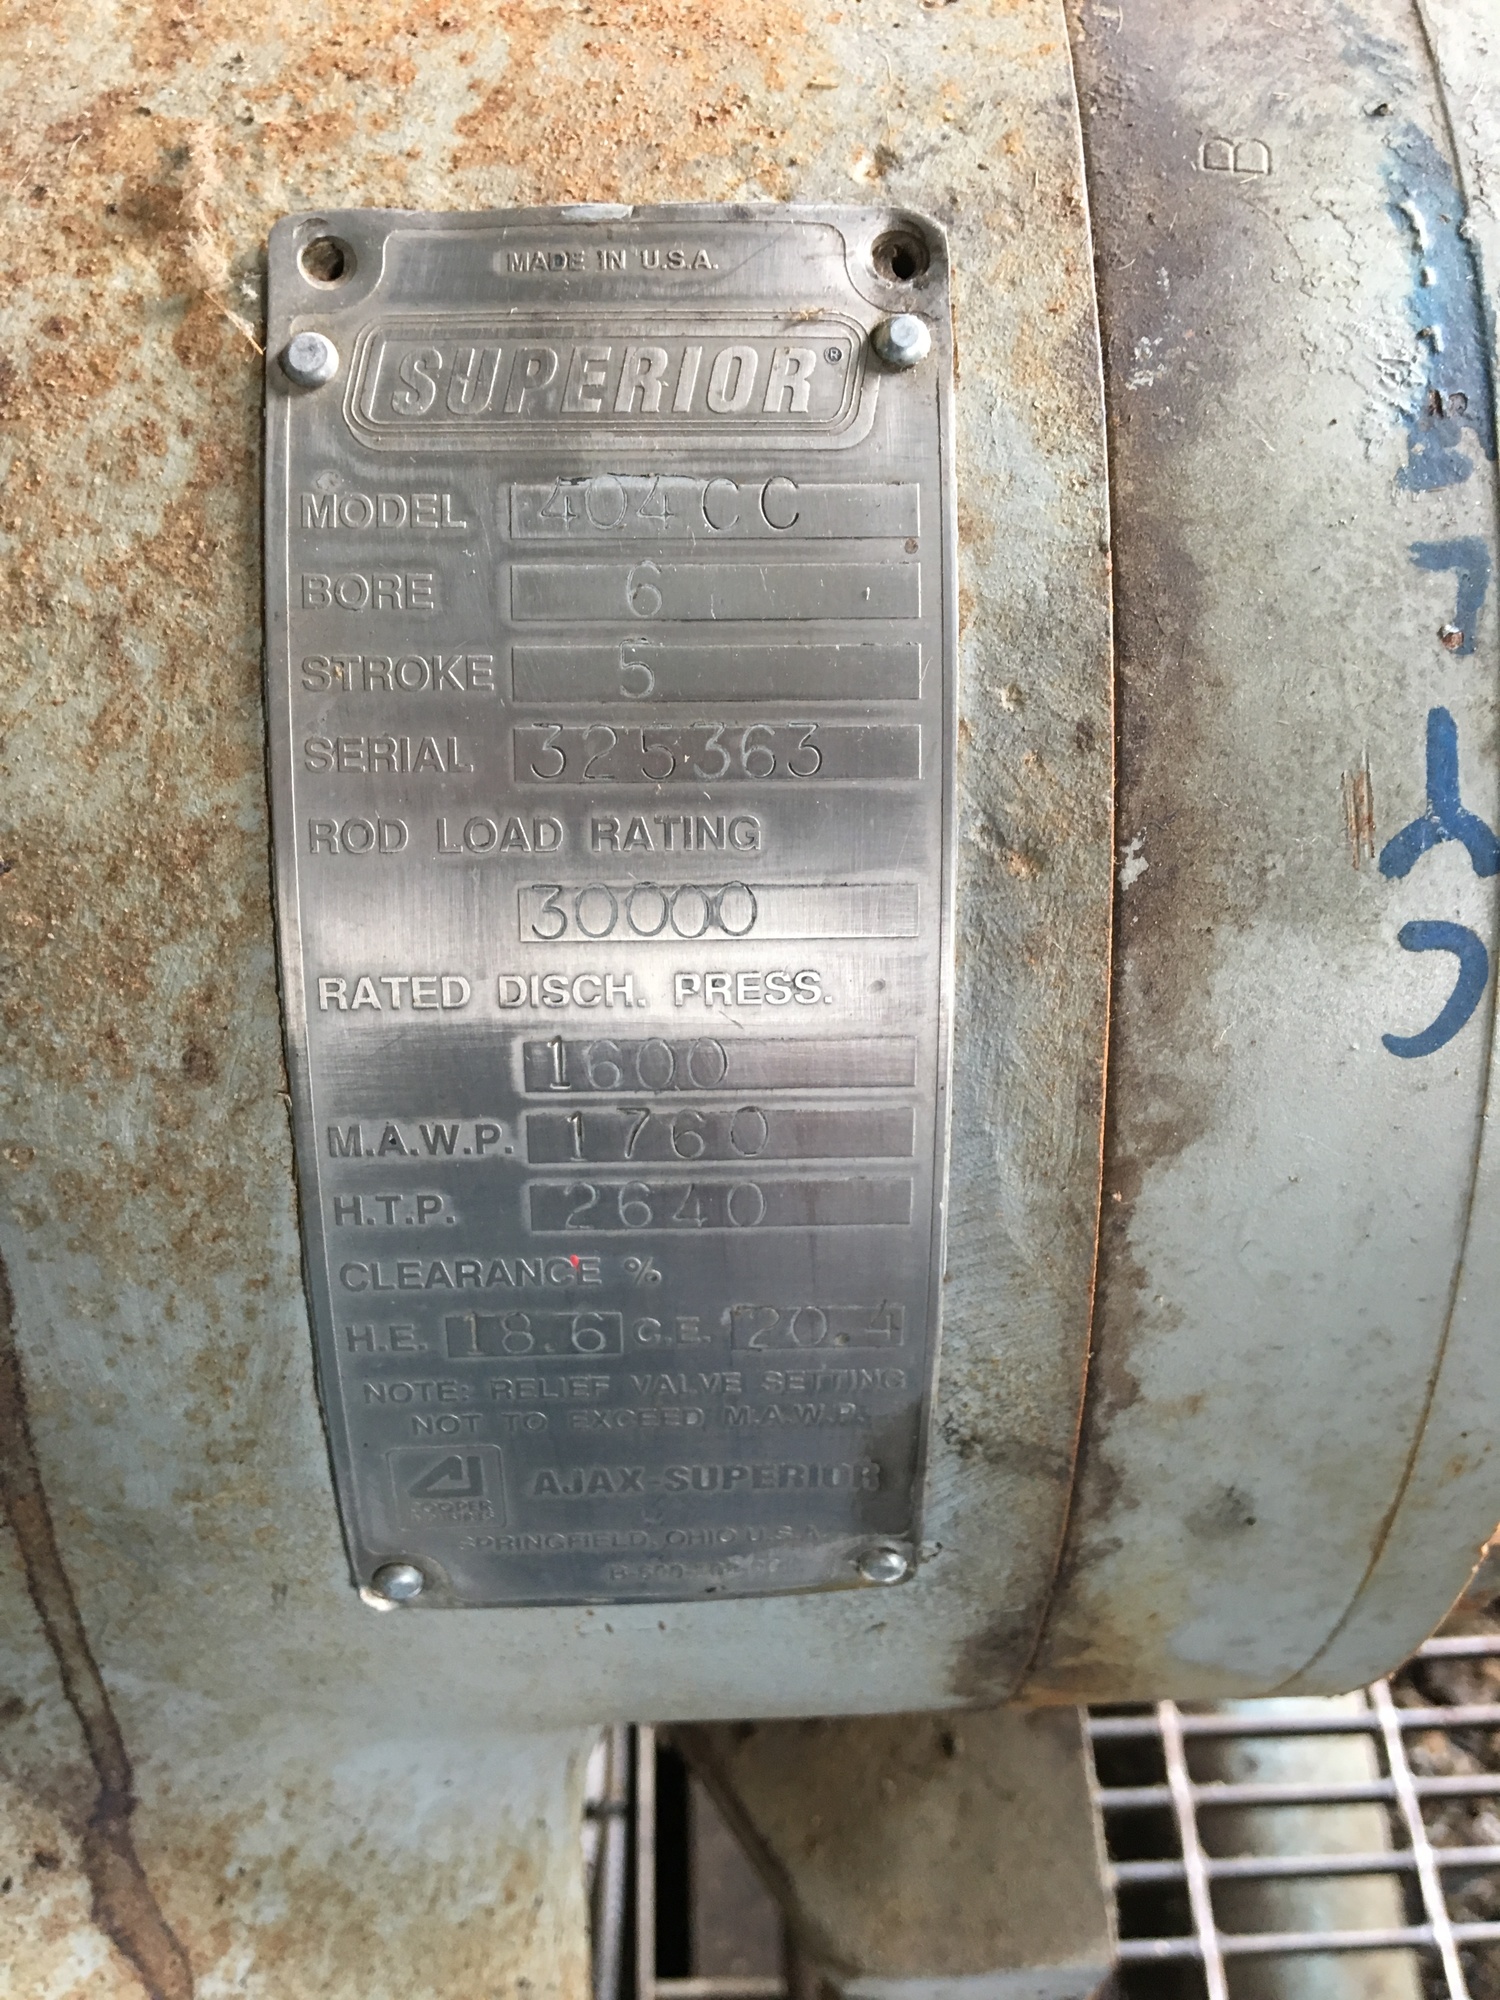 MADE IN U.S.A.
SUPERIOR®
MODEL 404CC
BORE 6
STROKE 5
SERIAL 325363
ROD LOAD RATING
30000
RATED DISCH. PRESS.
1600
M.A.W.P. 1760
H.T.P. 2640
CLEARANCE %
H.E. 18.6 C.E. 20.4
NOTE: RELIEF VALVE SETTING
NOT TO EXCEED M.A.W.P.
COOPER
AJAX-SUPERIOR
SPRINGFIELD, OHIO U.S.A.
B